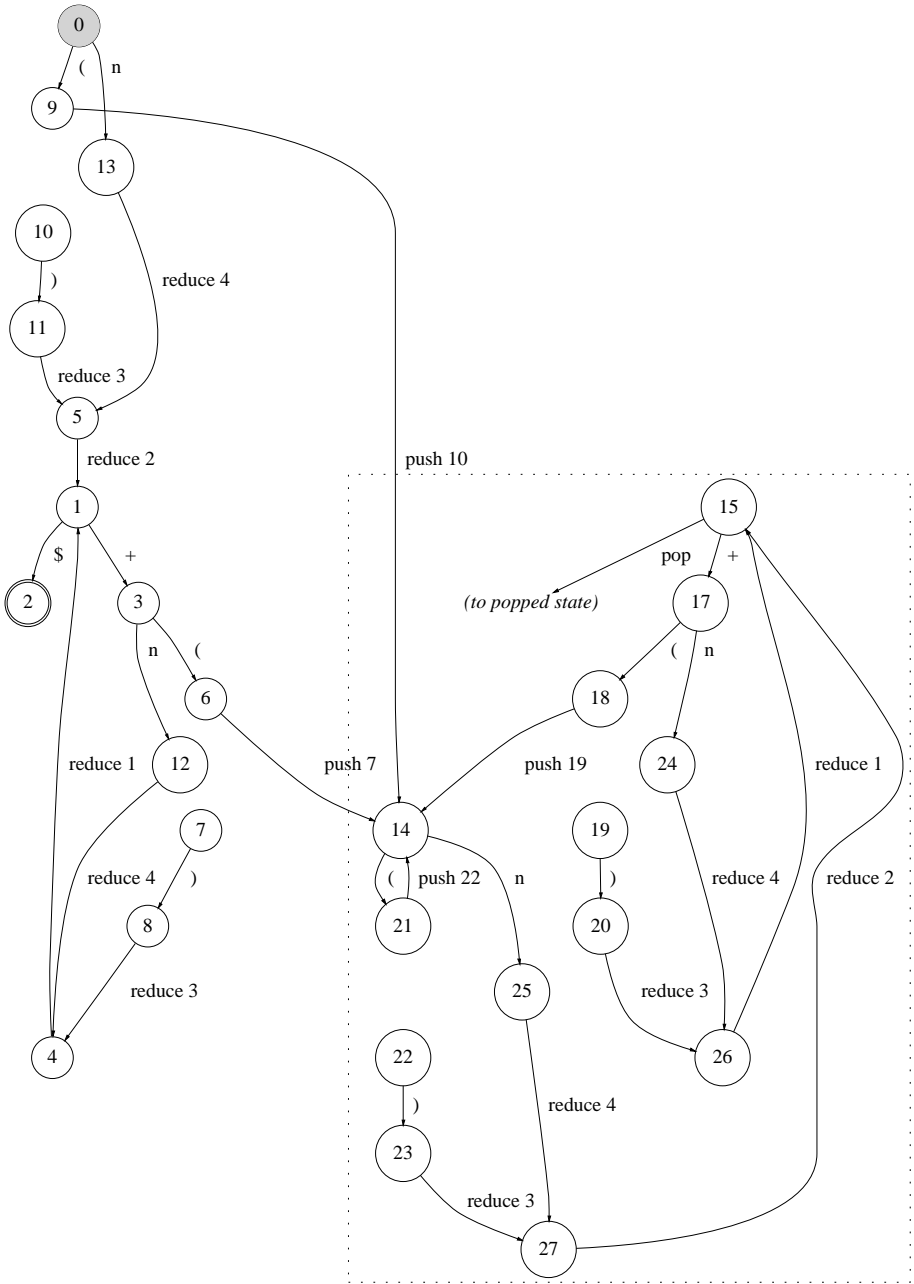 0
( n
9
13
10
reduce 4
)
11
reduce 3
5
reduce 2
push 10
1
15
$ +
pop +
2
3
(to popped state)
17
n (
( n
6
18
reduce 1
12
push 7
push 19
24
reduce 1
7
14
19
reduce 4
)
( push 22
n
)
reduce 4
reduce 2
8
21
20
reduce 3
25
reduce 3
4
22
26
)
reduce 4
23
reduce 3
27